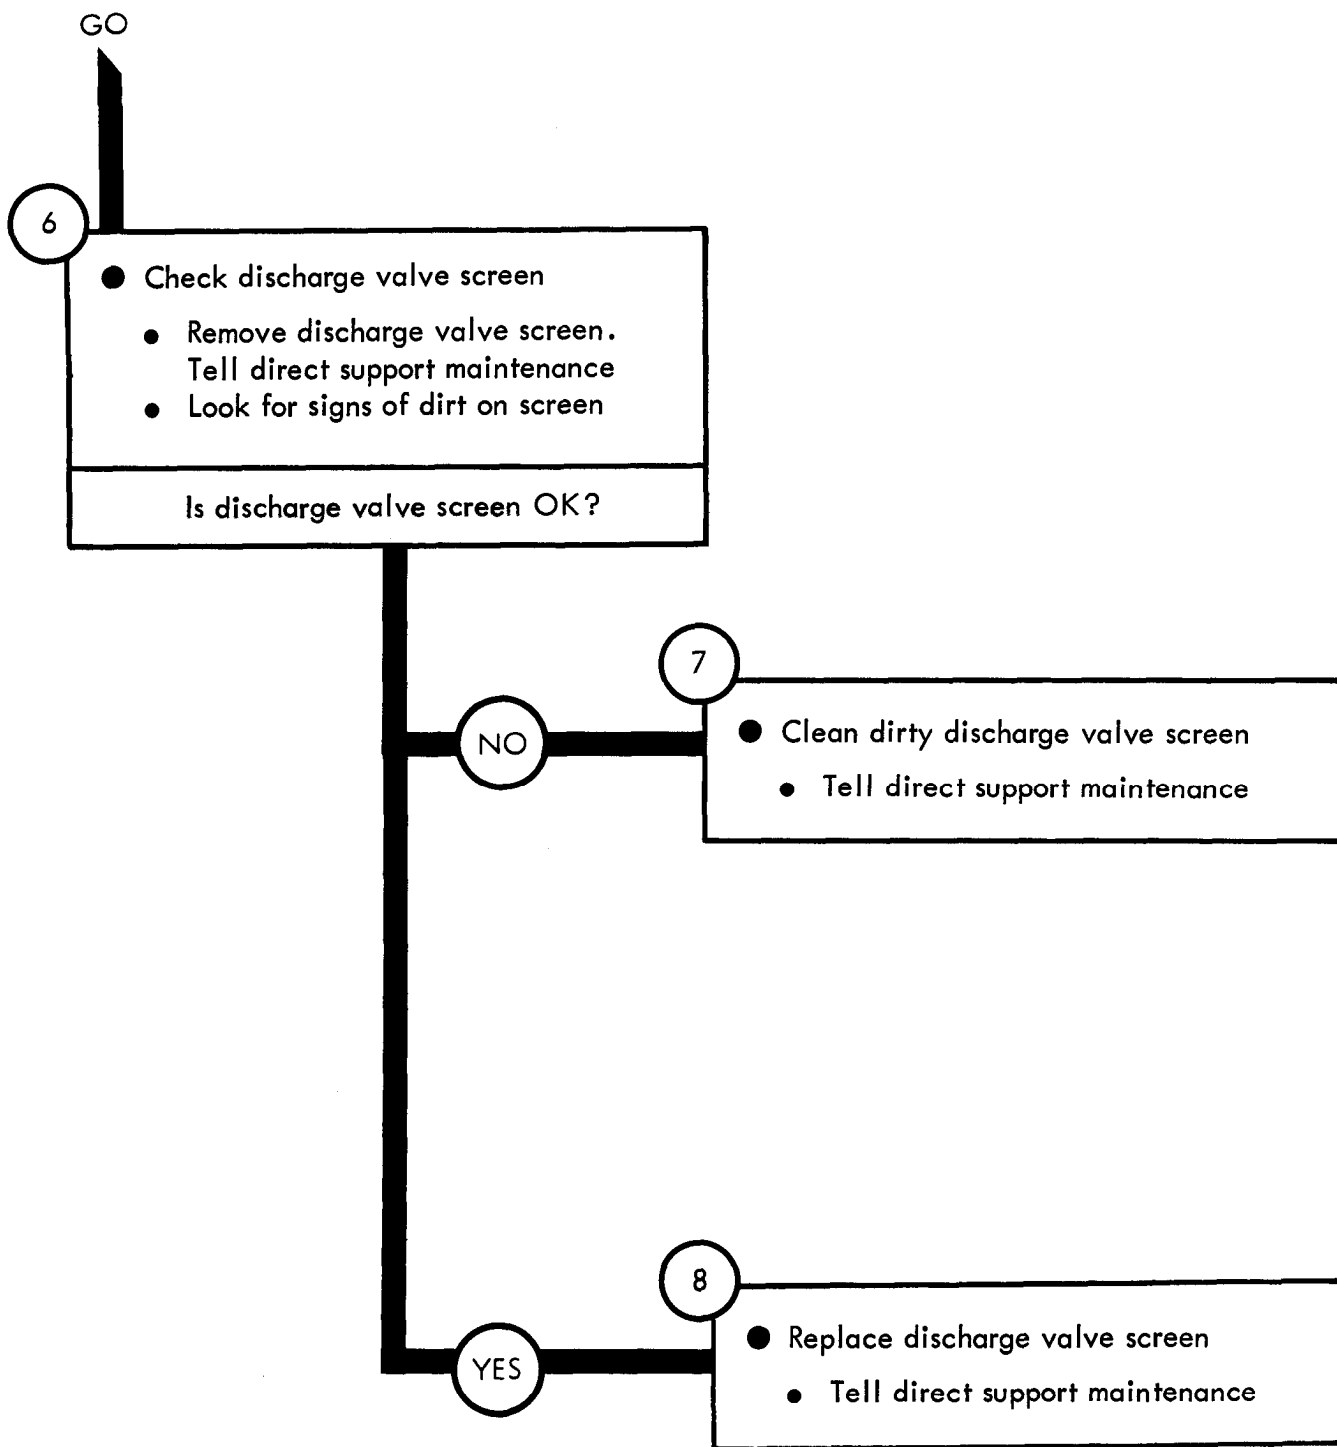 GO
6
● Check discharge valve screen
• Remove discharge valve screen.
Tell direct support maintenance
• Look for signs of dirt on screen
Is discharge valve screen OK?
7
NO
● Clean dirty discharge valve screen
• Tell direct support maintenance
8
YES
● Replace discharge valve screen
• Tell direct support maintenance